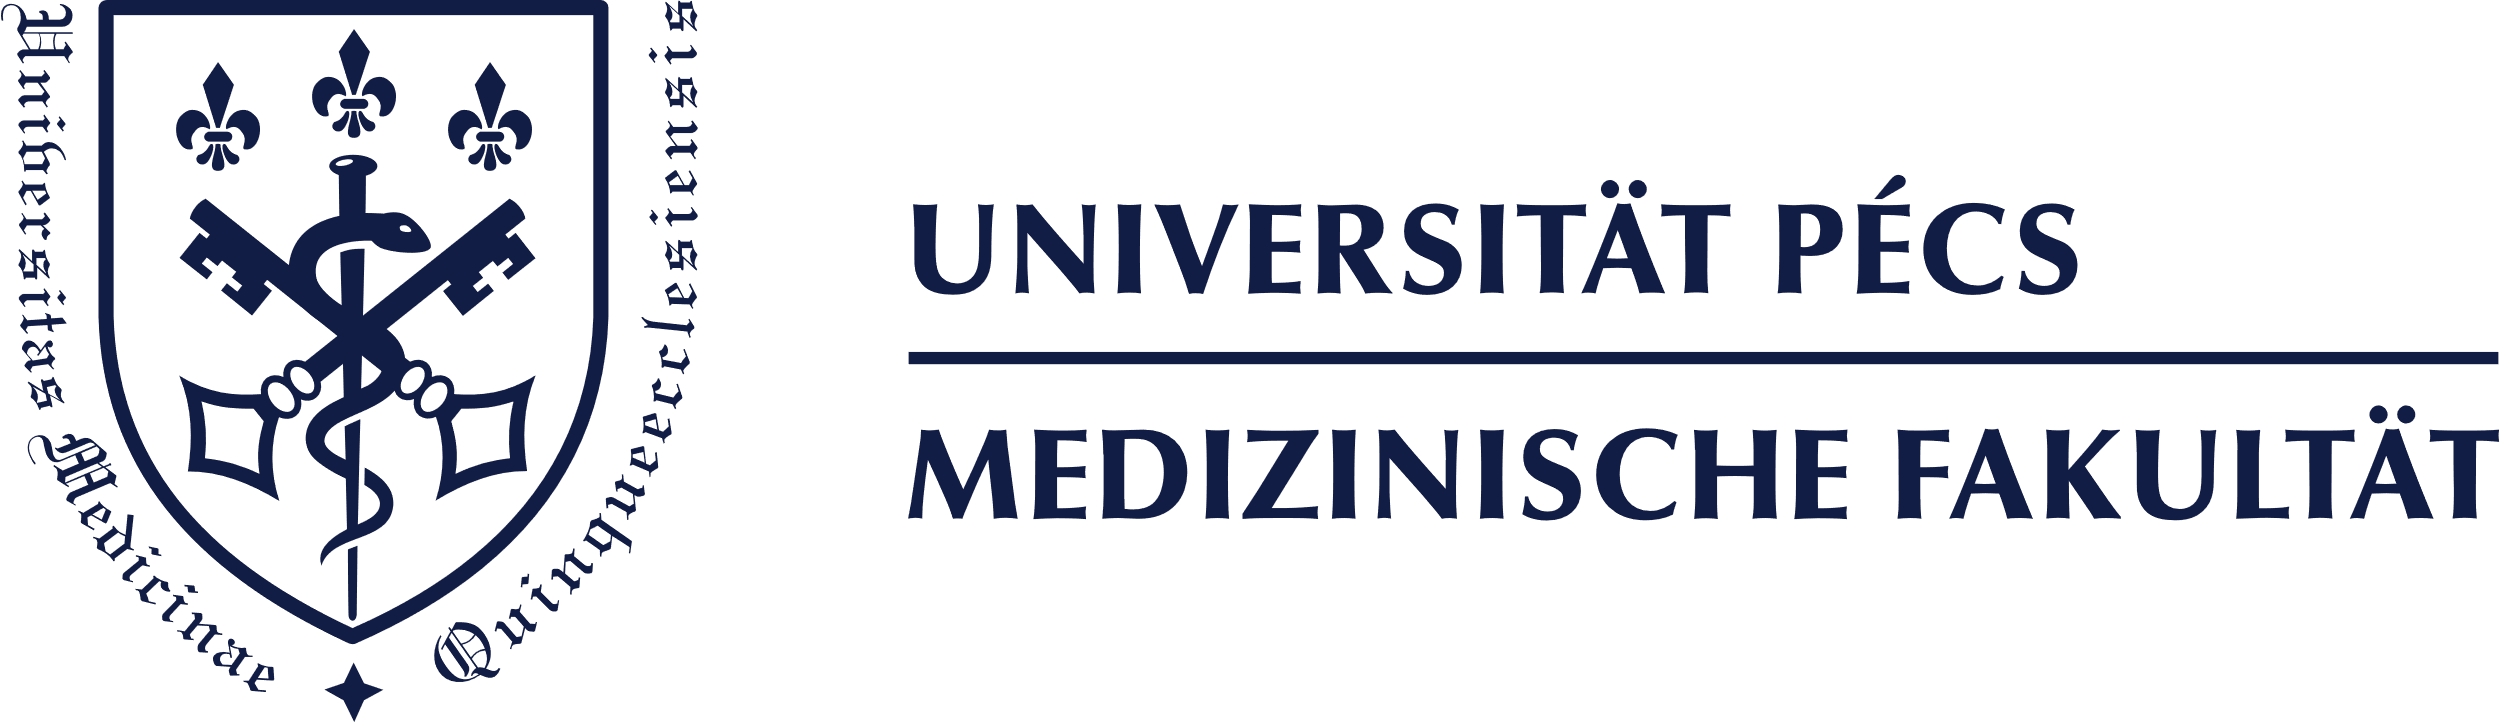 Universitas Medicinae Quinqueecclesiensis
UNIVERSITÄT PÉCS
MEDIZINISCHE FAKULTÄT